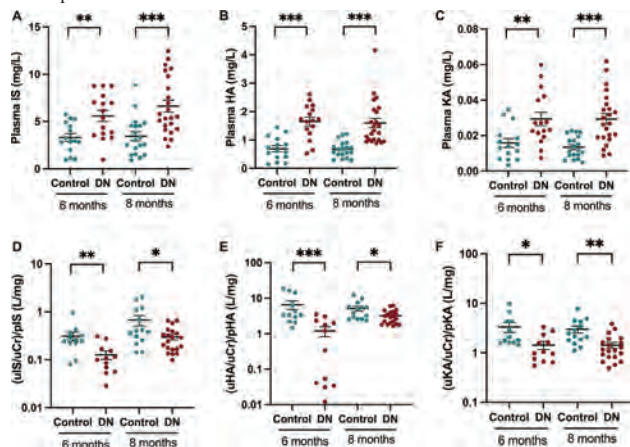 A
B
C
** ***
*** ***
** ***
Plasma IS (mg/L)
15
10
5
0
Control DN Control DN
6 months 8 months
Plasma HA (mg/L)
5
4
3
2
1
0
Control DN Control DN
6 months 8 months
Plasma KA (mg/L)
0.08
0.06
0.04
0.02
0.00
Control DN Control DN
6 months 8 months
D
E
F
** *
*** *
* **
(uIS/uCr)/pIS (L/mg)
10
1
0.1
0.01
Control DN Control DN
6 months 8 months
(uHA/uCr)/pHA (L/mg)
100
10
1
0.1
0.01
Control DN Control DN
6 months 8 months
(uKA/uCr)/pKA (L/mg)
100
10
1
0.1
Control DN Control DN
6 months 8 months